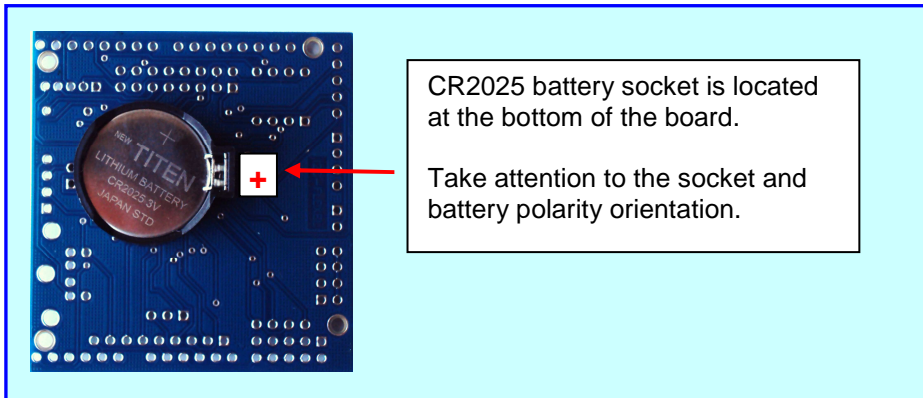 NEW
TITEN
LITHIUM BATTERY
CR2025 3V
JAPAN STD
+
CR2025 battery socket is located
at the bottom of the board.
Take attention to the socket and
battery polarity orientation.